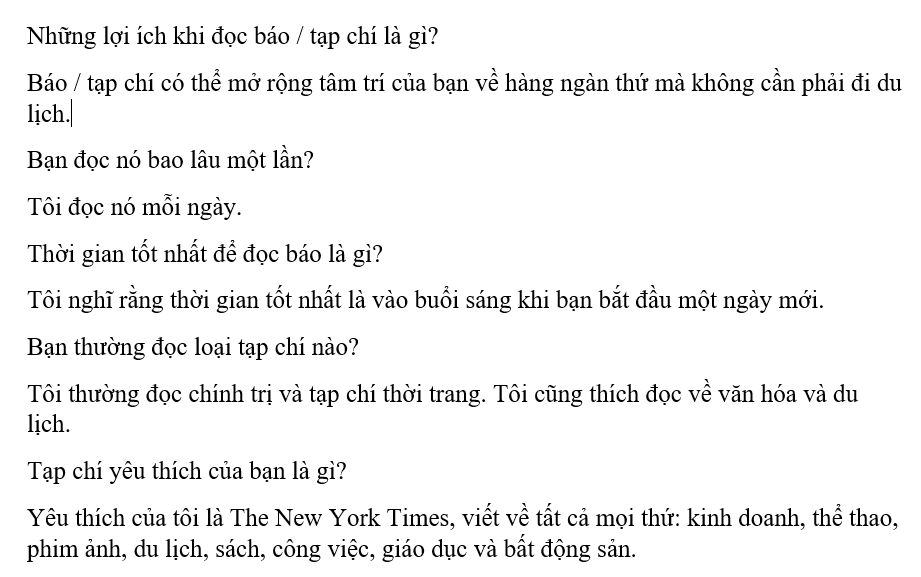 Những lợi ích khi đọc báo / tạp chí là gì?
Báo / tạp chí có thể mở rộng tâm trí của bạn về hàng ngàn thứ mà không cần phải đi du
lịch.
Bạn đọc nó bao lâu một lần?
Tôi đọc nó mỗi ngày.
Thời gian tốt nhất để đọc báo là gì?
Tôi nghĩ rằng thời gian tốt nhất là vào buổi sáng khi bạn bắt đầu một ngày mới.
Bạn thường đọc loại tạp chí nào?
Tôi thường đọc chính trị và tạp chí thời trang. Tôi cũng thích đọc về văn hóa và du
lịch.
Tạp chí yêu thích của bạn là gì?
Yêu thích của tôi là The New York Times, viết về tất cả mọi thứ: kinh doanh, thể thao,
phim ảnh, du lịch, sách, công việc, giáo dục và bất động sản.